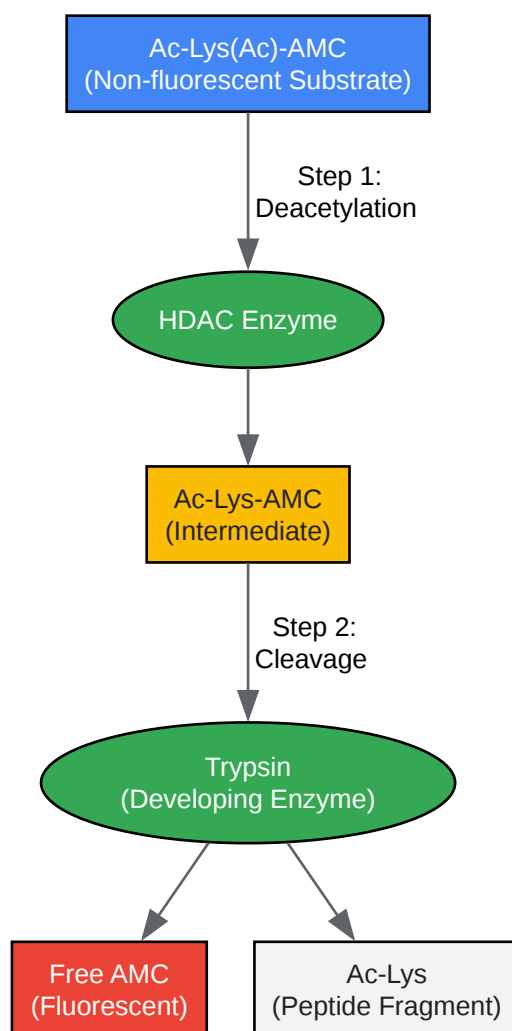 Ac-Lys(Ac)-AMC
(Non-fluorescent Substrate)
Step 1:
Deacetylation
HDAC Enzyme
Ac-Lys-AMC
(Intermediate)
Step 2:
Cleavage
Trypsin
(Developing Enzyme)
Free AMC
(Fluorescent)
Ac-Lys
(Peptide Fragment)